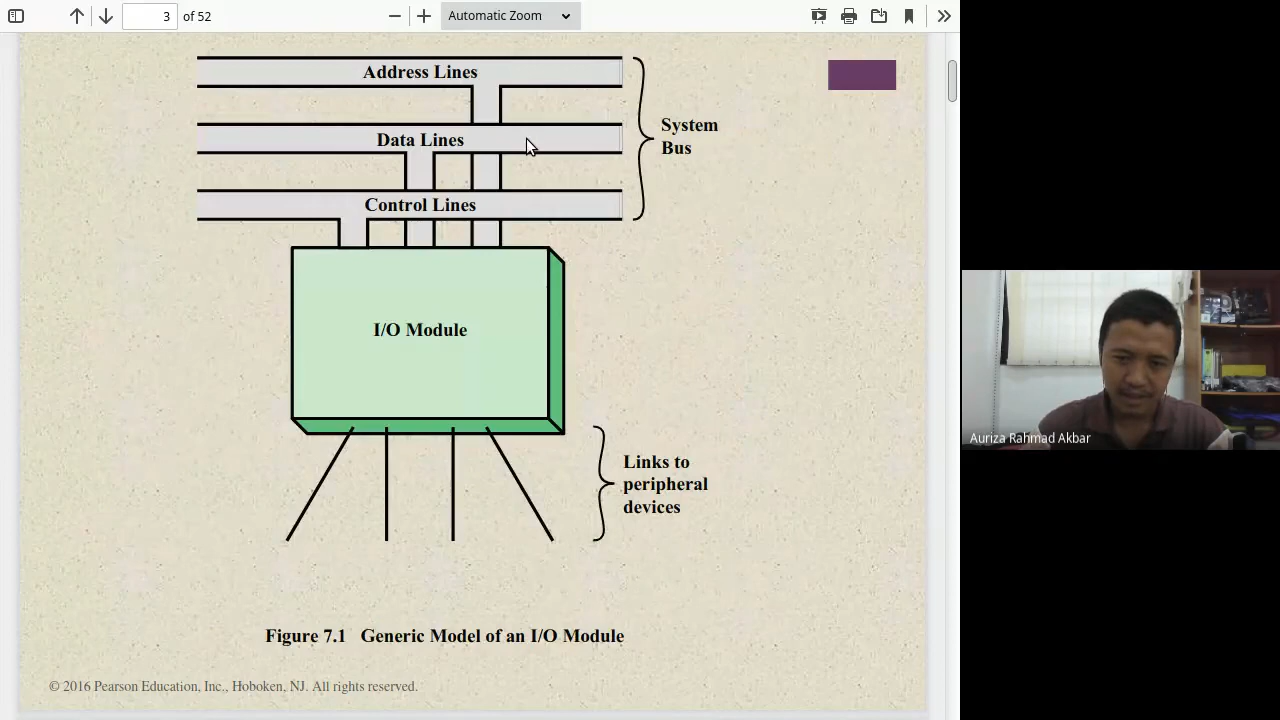 3 of 52
Automatic Zoom
Address Lines
Data Lines
Control Lines
System
Bus
I/O Module
Links to
peripheral
devices
Figure 7.1 Generic Model of an I/O Module
© 2016 Pearson Education, Inc., Hoboken, NJ. All rights reserved.
Auriza Rahmad Akbar